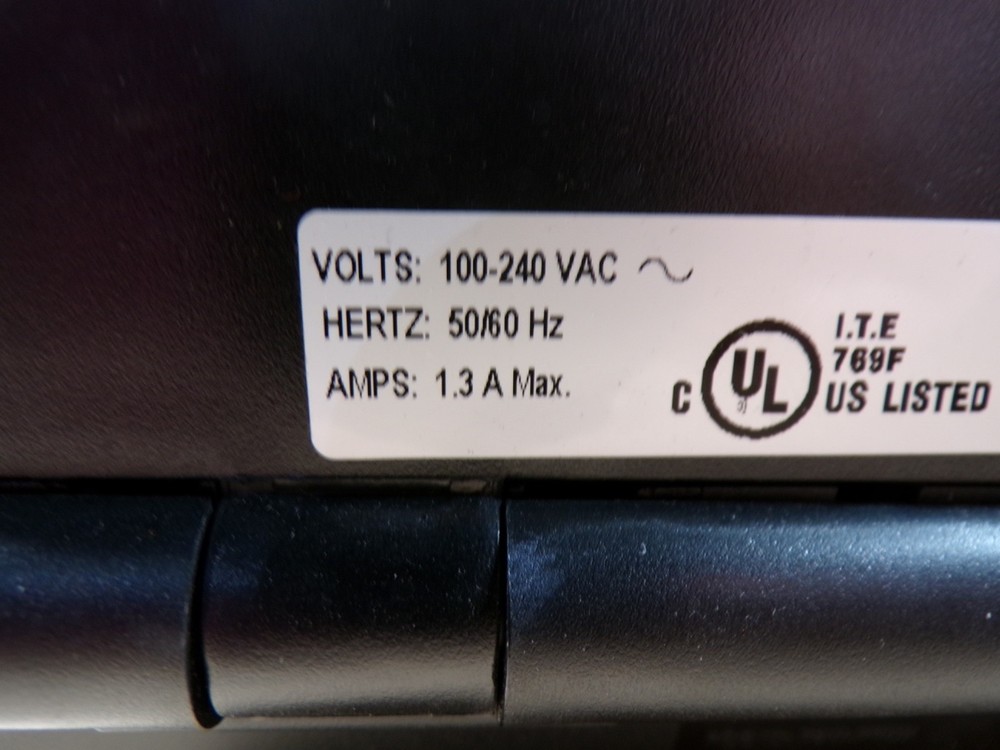 VOLTS: 100-240 VAC
HERTZ: 50/60 Hz
AMPS: 1.3 A Max.
I.T.E
769F
C UL US LISTED